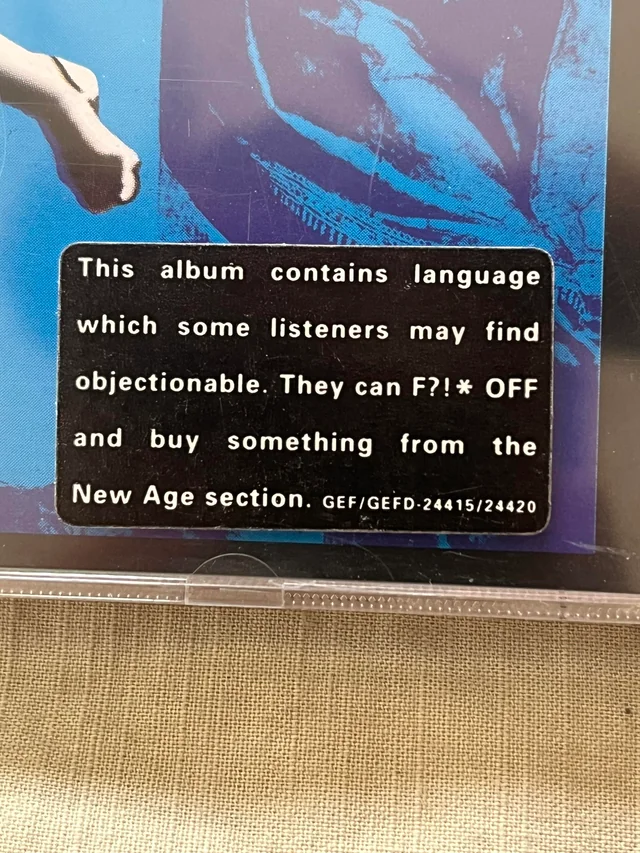 This album contains language
which some listeners may find
objectionable. They can F?!* OFF
and buy something from the
New Age section. GEF/GEFD-24415/24420